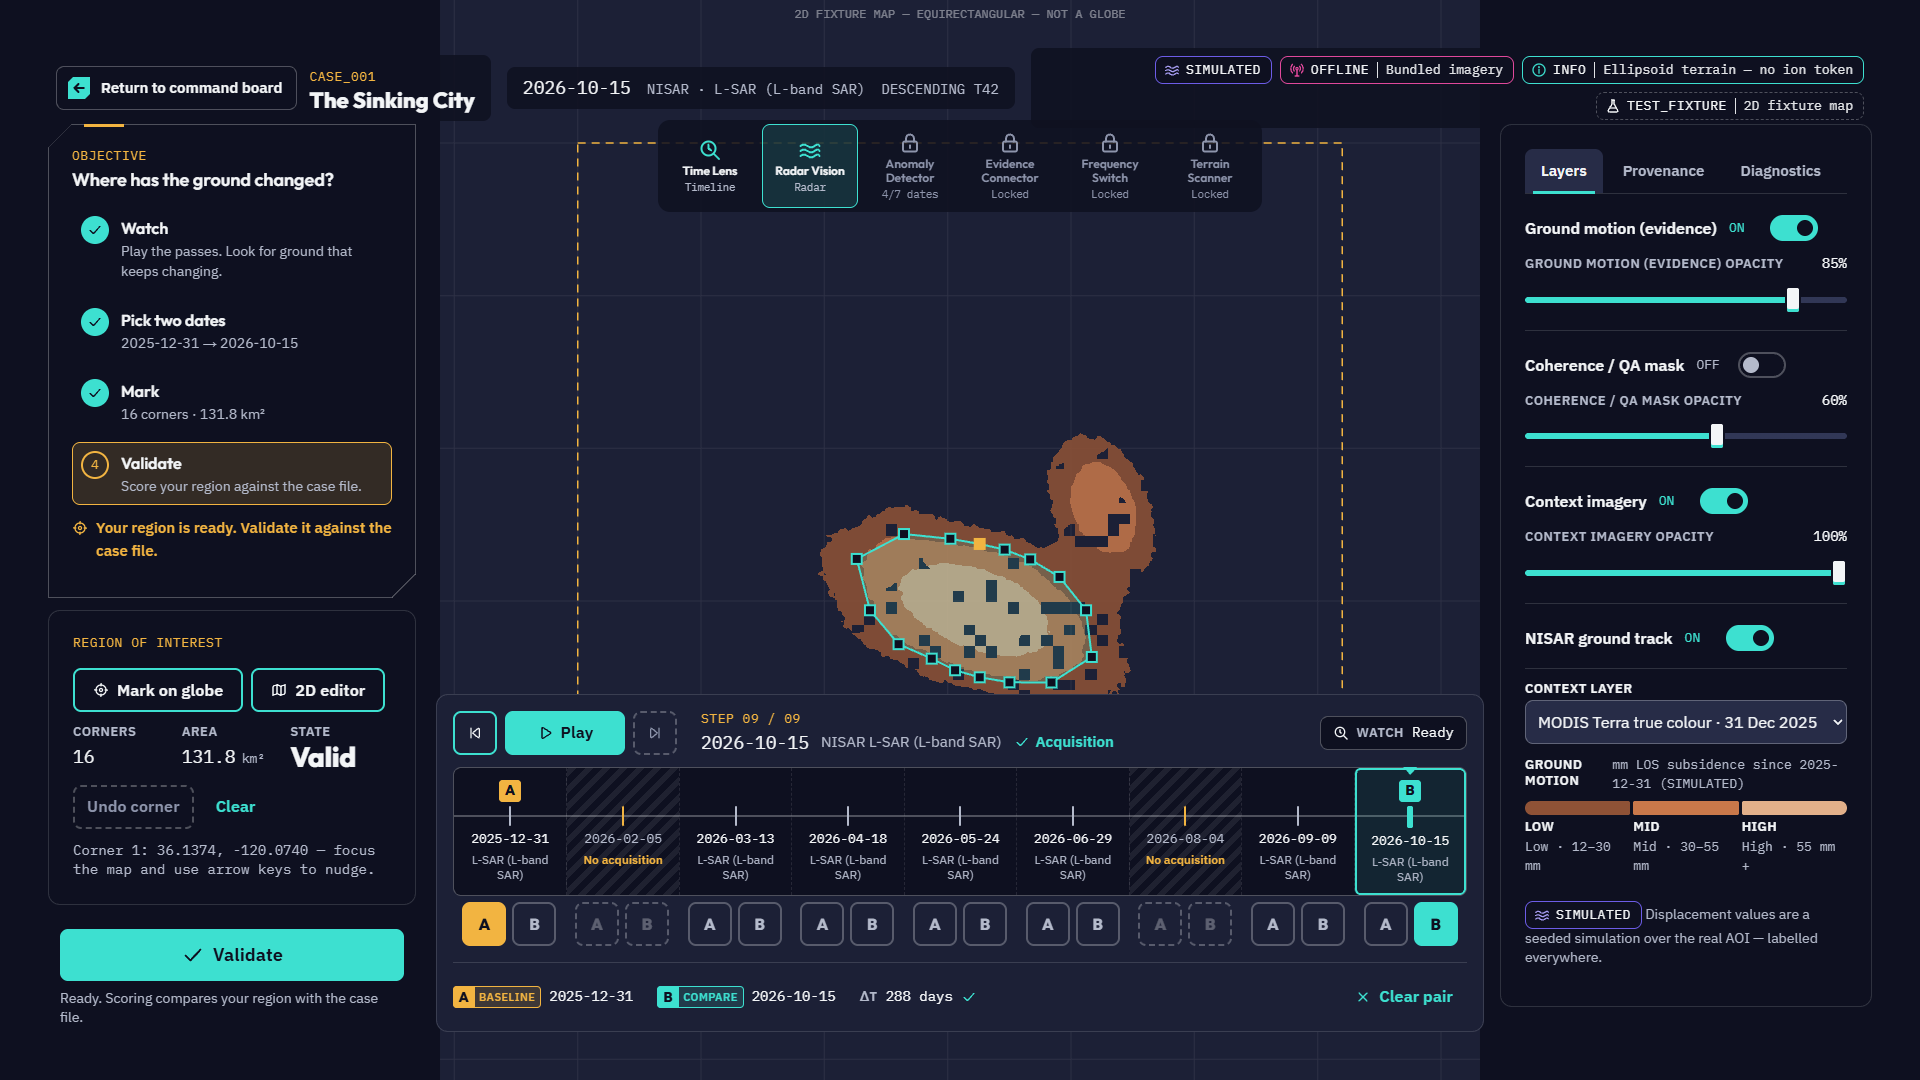 2D FIXTURE MAP — EQUIRECTANGULAR — NOT A GLOBE
Return to command board
CASE_001
The Sinking City
2026-10-15 NISAR · L-SAR (L-band SAR) DESCENDING T42
SIMULATED
OFFLINE | Bundled imagery
INFO | Ellipsoid terrain — no ion token
TEST_FIXTURE | 2D fixture map
Time Lens
Timeline
Radar Vision
Radar
Anomaly
Detector
4/7 dates
Evidence
Connector
Locked
Frequency
Switch
Locked
Terrain
Scanner
Locked
OBJECTIVE
Where has the ground changed?
Watch
Play the passes. Look for ground that
keeps changing.
Pick two dates
2025-12-31 → 2026-10-15
Mark
16 corners · 131.8 km²
4
Validate
Score your region against the case file.
Your region is ready. Validate it against the
case file.
REGION OF INTEREST
Mark on globe
2D editor
CORNERS
16
AREA
131.8 km²
STATE
Valid
Undo corner
Clear
Corner 1: 36.1374, -120.0740 — focus
the map and use arrow keys to nudge.
Validate
Ready. Scoring compares your region with the case
file.
Play
STEP 09 / 09
2026-10-15 NISAR L-SAR (L-band SAR) Acquisition
WATCH Ready
A
2025-12-31
L-SAR (L-band
SAR)
2026-02-05
No acquisition
2026-03-13
L-SAR (L-band
SAR)
2026-04-18
L-SAR (L-band
SAR)
2026-05-24
L-SAR (L-band
SAR)
2026-06-29
L-SAR (L-band
SAR)
2026-08-04
No acquisition
2026-09-09
L-SAR (L-band
SAR)
B
2026-10-15
L-SAR (L-band
SAR)
A B A B A B A B A B A B A B A B A B
A BASELINE 2025-12-31
B COMPARE 2026-10-15
ΔT 288 days
Clear pair
Layers
Provenance
Diagnostics
Ground motion (evidence) ON
GROUND MOTION (EVIDENCE) OPACITY 85%
Coherence / QA mask OFF
COHERENCE / QA MASK OPACITY 60%
Context imagery ON
CONTEXT IMAGERY OPACITY 100%
NISAR ground track ON
CONTEXT LAYER
MODIS Terra true colour · 31 Dec 2025
GROUND
MOTION
mm LOS subsidence since 2025-
12-31 (SIMULATED)
LOW
Low · 12–30
mm
MID
Mid · 30–55
mm
HIGH
High · 55 mm
+
SIMULATED Displacement values are a
seeded simulation over the real AOI — labelled
everywhere.